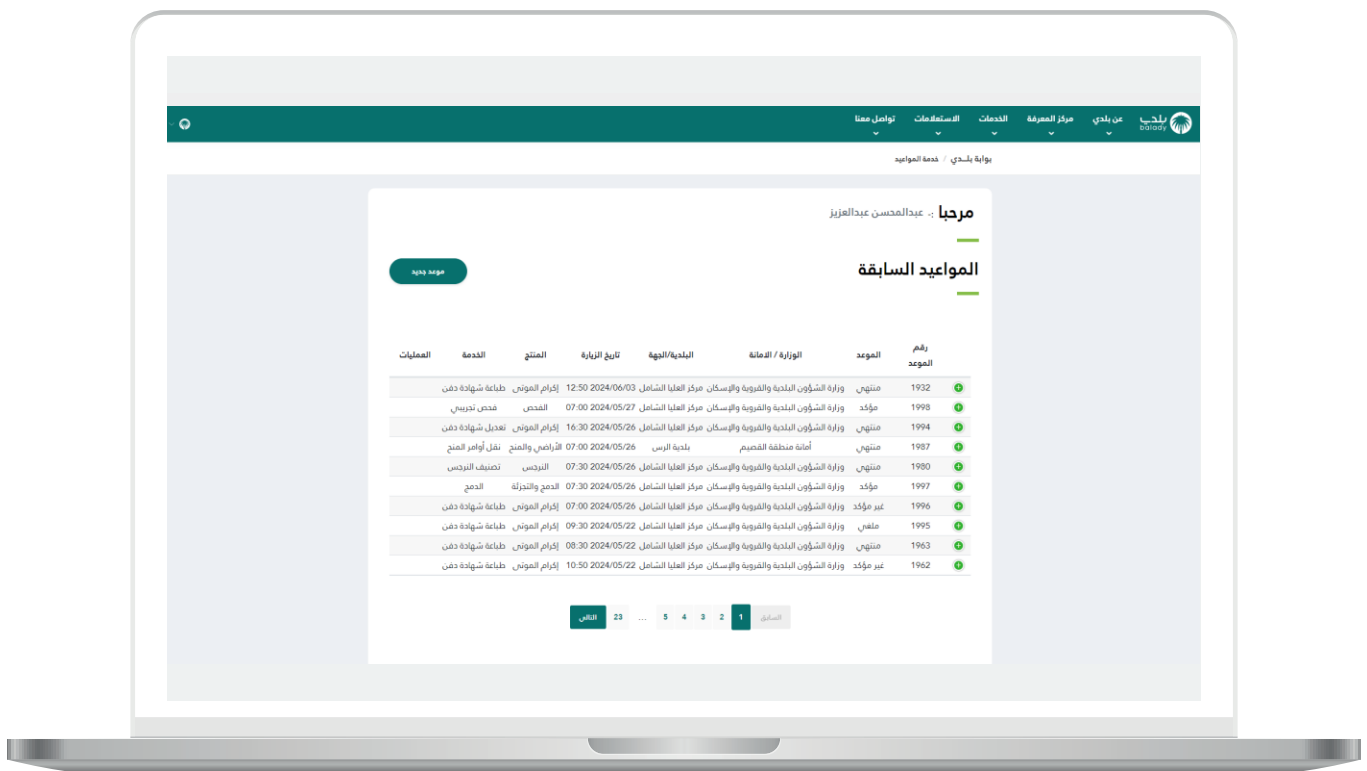 بلدي balady عن بلدي مركز المعرفة الخدمات الاستعلامات تواصل معنا
بوابة بلــدي / خدمة المواعيد
مرحبا :. عبدالمحسن عبدالعزيز
المواعيد السابقة
موعد جديد
رقم الموعد الموعد الوزارة / الامانة البلدية/الجهة تاريخ الزيارة المنتج الخدمة العمليات
1932 منتهي وزارة الشؤون البلدية والقروية والإسكان مركز العليا الشامل 2024/06/03 12:50 إكرام الموتى طباعة شهادة دفن
1998 مؤكد وزارة الشؤون البلدية والقروية والإسكان مركز العليا الشامل 2024/05/27 07:00 الفحص فحص تجريبي
1994 منتهي وزارة الشؤون البلدية والقروية والإسكان مركز العليا الشامل 2024/05/26 16:30 إكرام الموتى تعديل شهادة دفن
1987 منتهي أمانة منطقة القصيم بلدية الرس 2024/05/26 07:00 الأراضي والمنح نقل أوامر المنح
1980 منتهي وزارة الشؤون البلدية والقروية والإسكان مركز العليا الشامل 2024/05/26 07:30 النرجس تصنيف النرجس
1997 مؤكد وزارة الشؤون البلدية والقروية والإسكان مركز العليا الشامل 2024/05/26 07:30 الدمج والتجزئة الدمج
1996 غير مؤكد وزارة الشؤون البلدية والقروية والإسكان مركز العليا الشامل 2024/05/26 07:00 إكرام الموتى طباعة شهادة دفن
1995 ملغي وزارة الشؤون البلدية والقروية والإسكان مركز العليا الشامل 2024/05/22 09:30 إكرام الموتى طباعة شهادة دفن
1963 منتهي وزارة الشؤون البلدية والقروية والإسكان مركز العليا الشامل 2024/05/22 08:30 إكرام الموتى طباعة شهادة دفن
1962 غير مؤكد وزارة الشؤون البلدية والقروية والإسكان مركز العليا الشامل 2024/05/22 10:50 إكرام الموتى طباعة شهادة دفن
السابق 1 2 3 4 5 ... 23 التالي